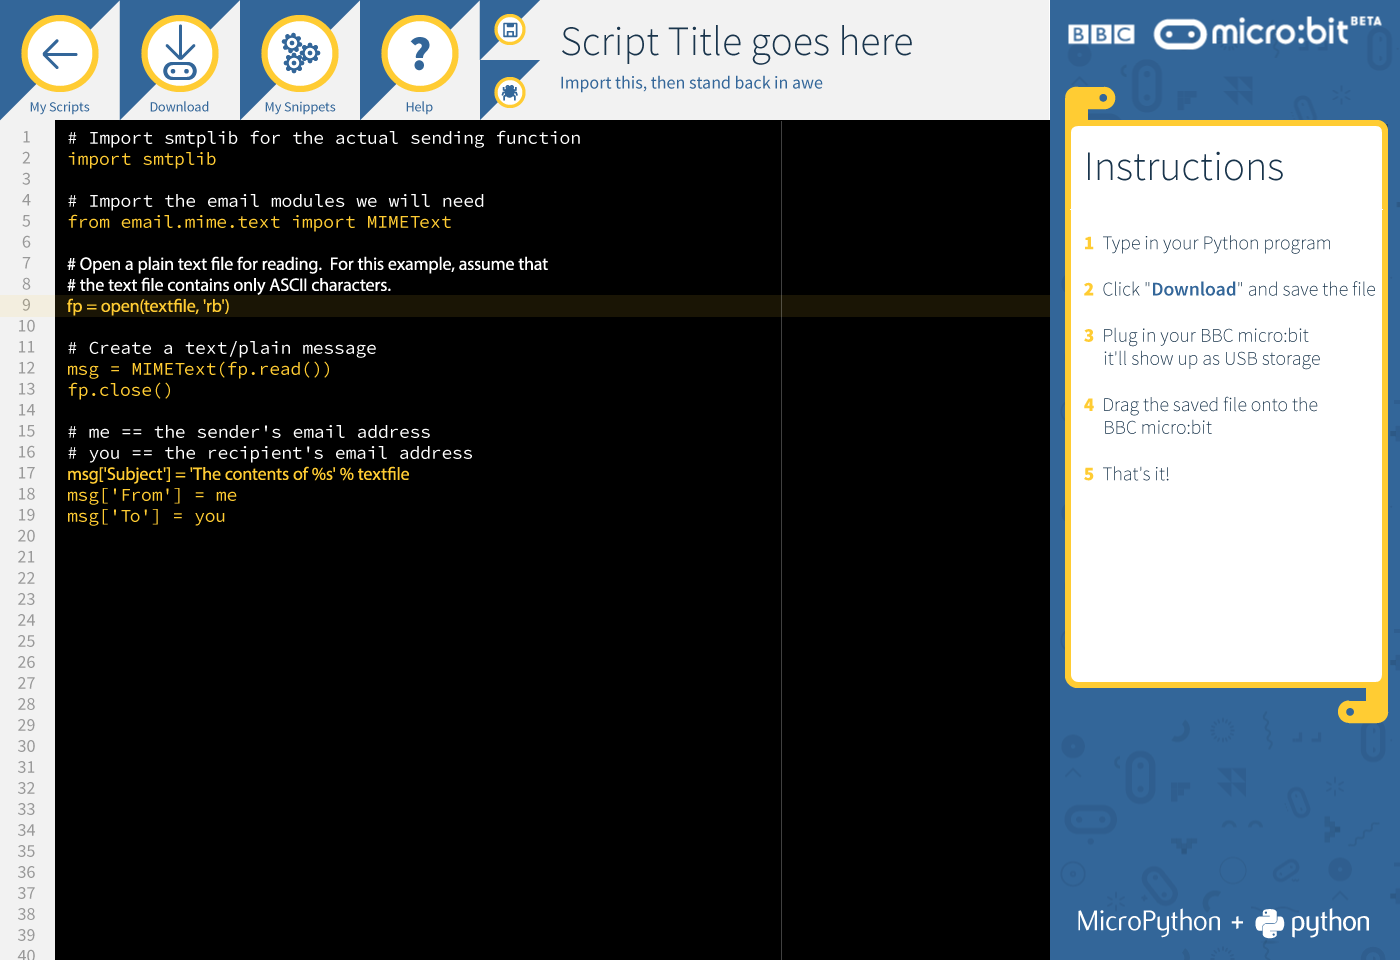 My Scripts
Download
My Snippets
?
Help
Script Title goes here
Import this, then stand back in awe
BBC micro:bit BETA
1 # Import smtplib for the actual sending function
2 import smtplib
3
4 # Import the email modules we will need
5 from email.mime.text import MIMEText
6
7 # Open a plain text file for reading.  For this example, assume that
8 # the text file contains only ASCII characters.
9 fp = open(textfile, 'rb')
10
11 # Create a text/plain message
12 msg = MIMEText(fp.read())
13 fp.close()
14
15 # me == the sender's email address
16 # you == the recipient's email address
17 msg['Subject'] = 'The contents of %s' % textfile
18 msg['From'] = me
19 msg['To'] = you
20
21
22
23
24
25
26
27
28
29
30
31
32
33
34
35
36
37
38
39
40
Instructions
1 Type in your Python program
2 Click "Download" and save the file
3 Plug in your BBC micro:bit
it'll show up as USB storage
4 Drag the saved file onto the
BBC micro:bit
5 That's it!
MicroPython + python